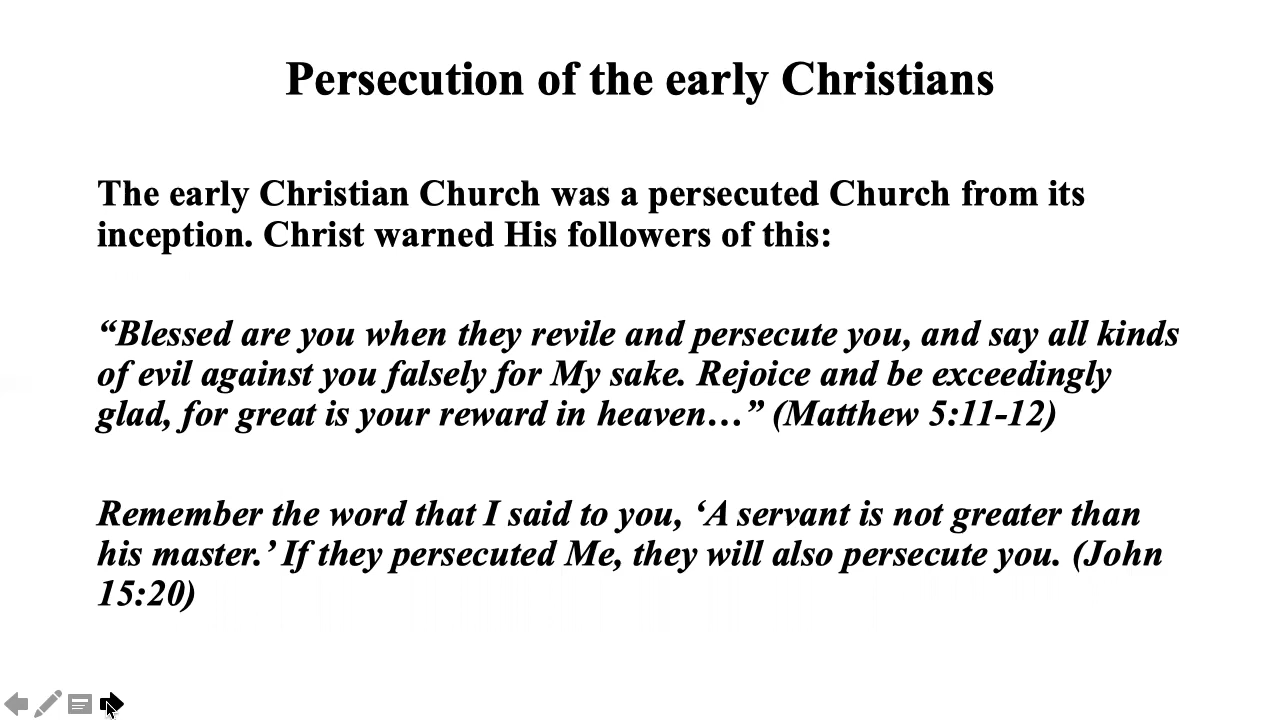 Persecution of the early Christians
The early Christian Church was a persecuted Church from its
inception. Christ warned His followers of this:
“Blessed are you when they revile and persecute you, and say all kinds
of evil against you falsely for My sake. Rejoice and be exceedingly
glad, for great is your reward in heaven…” (Matthew 5:11-12)
Remember the word that I said to you, ‘A servant is not greater than
his master.’ If they persecuted Me, they will also persecute you. (John
15:20)